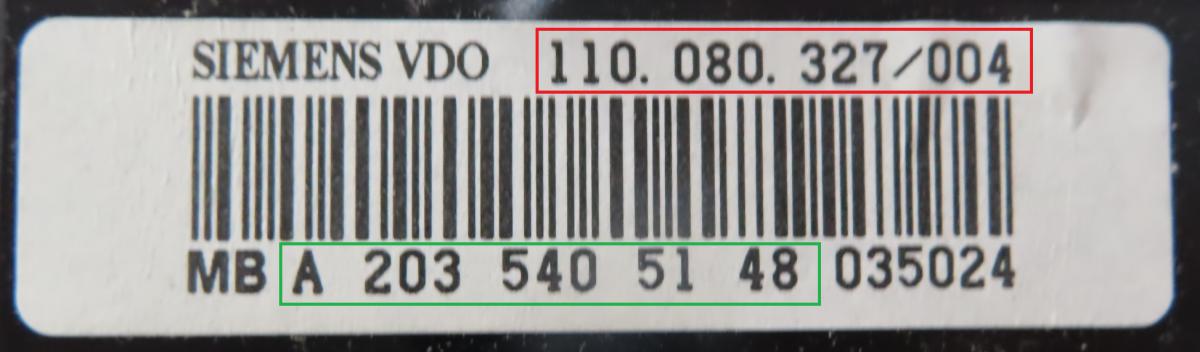 SIEMENS VDO 110. 080. 327/004
MB A 203 540 51 48 035024